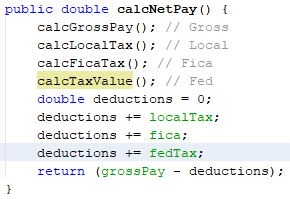 public double calcNetPay() {
calcGrossPay(); // Gross
calcLocalTax(); // Local
calcFicaTax(); // Fica
calcTaxValue(); // Fed
double deductions = 0;
deductions += localTax;
deductions += fica;
deductions += fedTax;
return (grossPay - deductions);
}